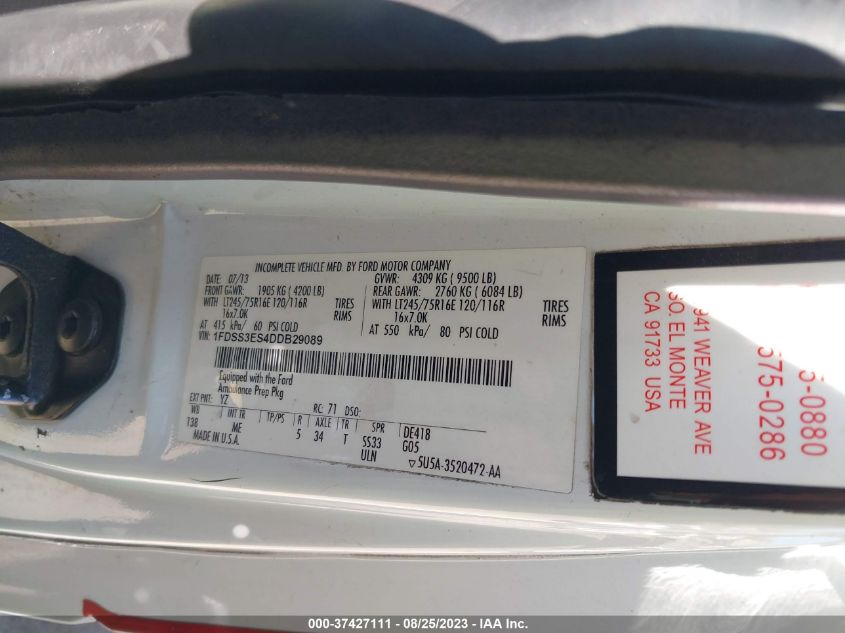 INCOMPLETE VEHICLE MFD. BY FORD MOTOR COMPANY
DATE: 07/13 GVWR: 4309 KG ( 9500 LB)
FRONT GAWR: 1905 KG ( 4200 LB) REAR GAWR: 2760 KG ( 6084 LB)
WITH LT245/75R16E 120/116R TIRES WITH LT245/75R16E 120/116R TIRES
16x7.0K RIMS 16x7.0K RIMS
AT 415 kPa/ 60 PSI COLD AT 550 kPa/ 80 PSI COLD
VIN: 1FDSS3ES4DDB29089
Equipped with the Ford
Ambulance Prep Pkg
EXT PNT: YZ RC: 71 DSO:
WB INT TR TP/PS R AXLE TR SPR DE418
138 ME 5 34 T 5533 G05
MADE IN U.S.A. ULN
▽5U5A-3520472-AA
941 WEAVER AVE
SO. EL MONTE
CA 91733 USA
-0880
575-0286
000-37427111 - 08/25/2023 - IAA Inc.